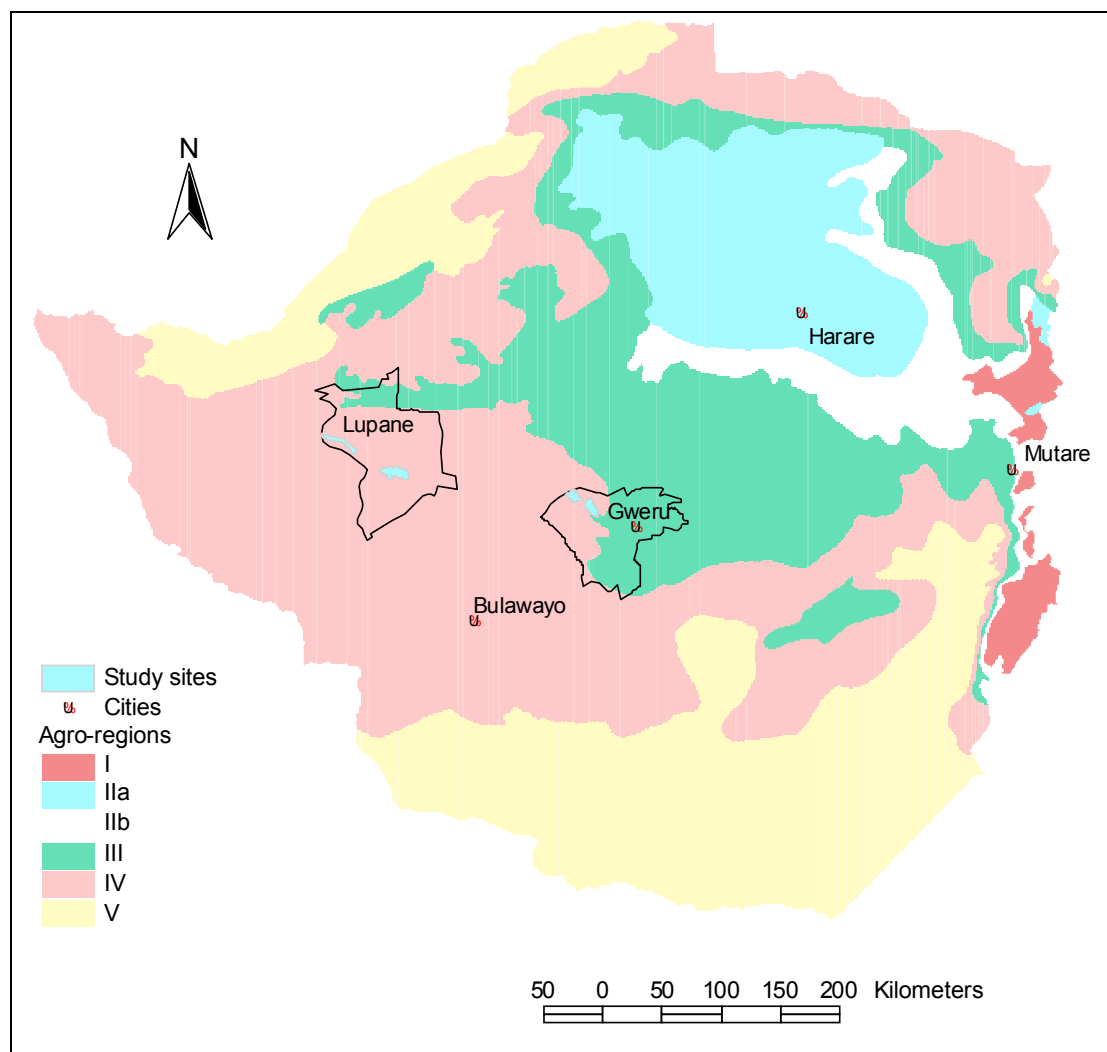 N
Harare
Lupane
Mutare
Gweru
Bulawayo
Study sites
Cities
Agro-regions
I
IIa
IIb
III
IV
V
50 0 50 100 150 200 Kilometers